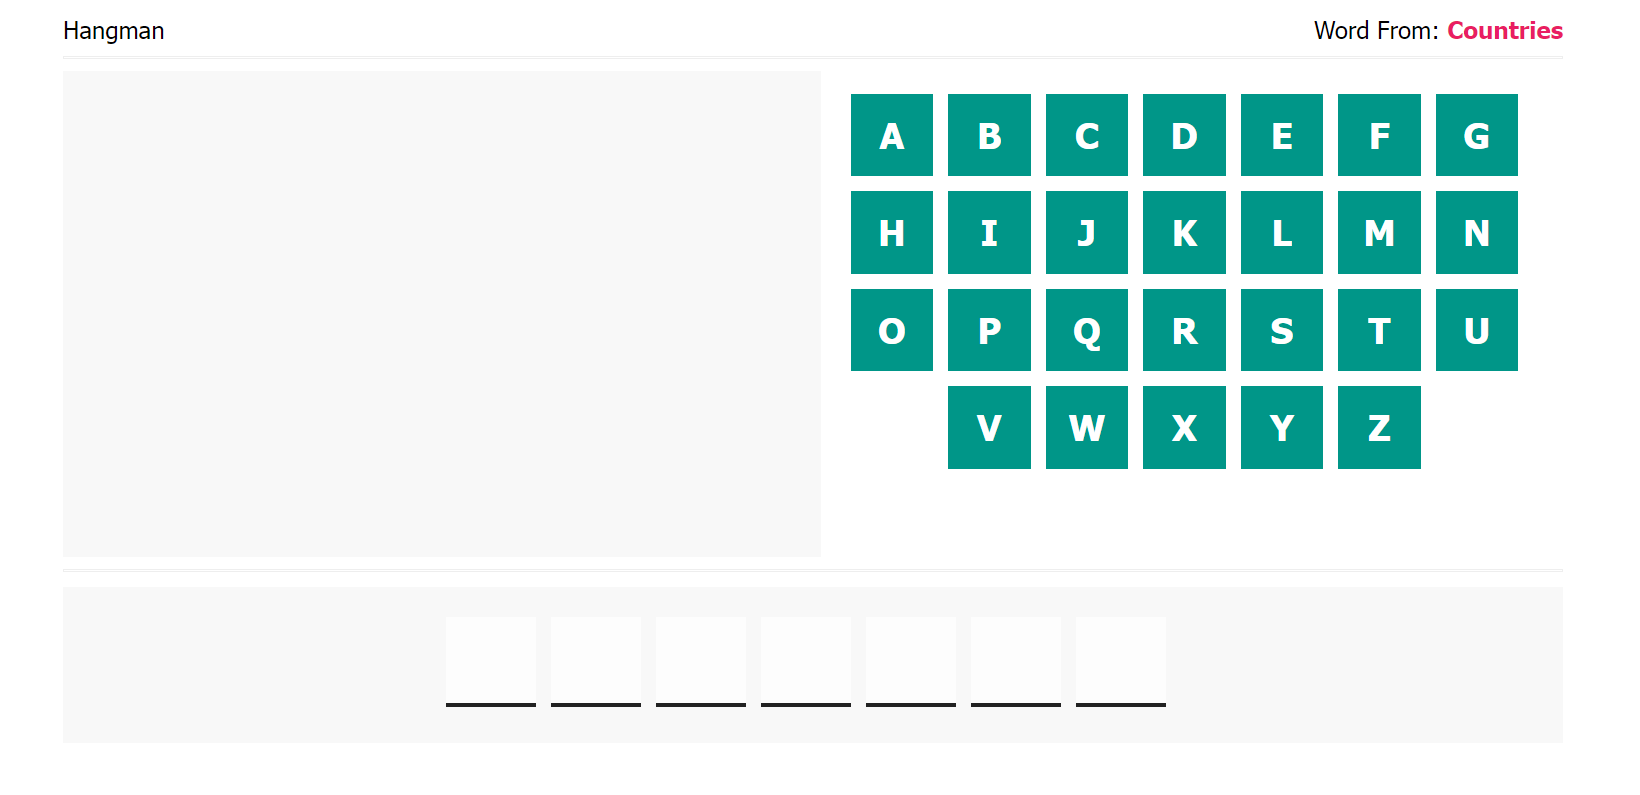 Hangman
Word From: Countries
A B C D E F G
H I J K L M N
O P Q R S T U
V W X Y Z